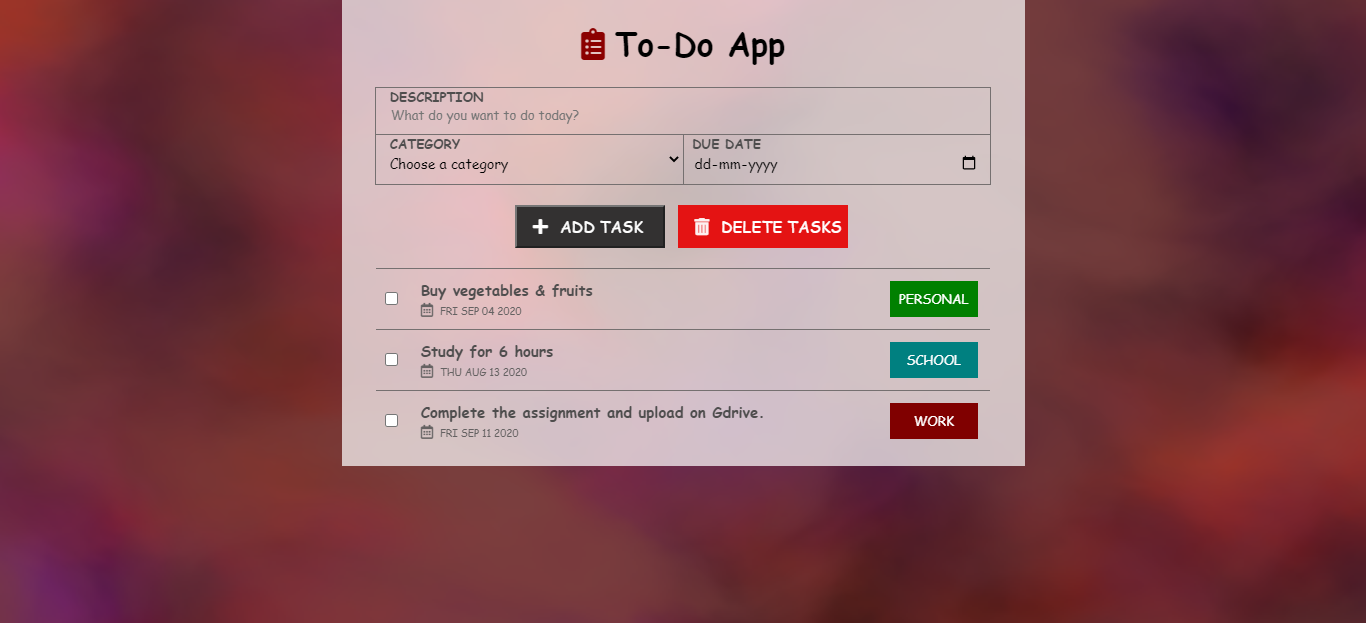 To-Do App
DESCRIPTION
What do you want to do today?
CATEGORY
Choose a category
DUE DATE
dd-mm-yyyy
ADD TASK
DELETE TASKS
Buy vegetables & fruits
FRI SEP 04 2020
PERSONAL
Study for 6 hours
THU AUG 13 2020
SCHOOL
Complete the assignment and upload on Gdrive.
FRI SEP 11 2020
WORK